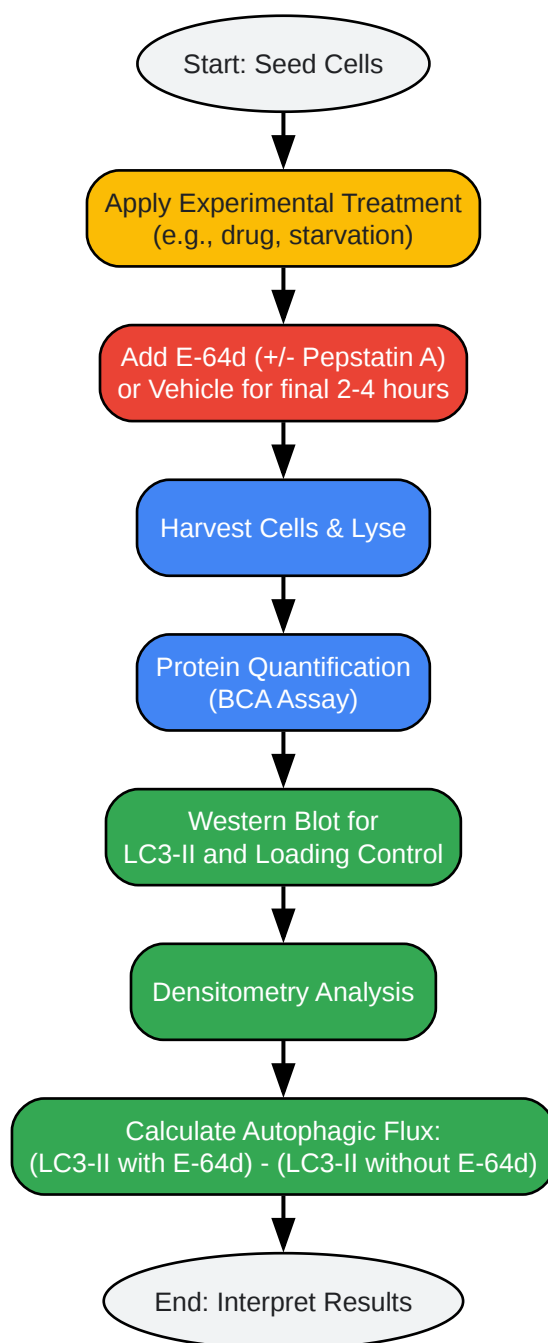 Start: Seed Cells
Apply Experimental Treatment
(e.g., drug, starvation)
Add E-64d (+/- Pepstatin A)
or Vehicle for final 2-4 hours
Harvest Cells & Lyse
Protein Quantification
(BCA Assay)
Western Blot for
LC3-II and Loading Control
Densitometry Analysis
Calculate Autophagic Flux:
(LC3-II with E-64d) - (LC3-II without E-64d)
End: Interpret Results